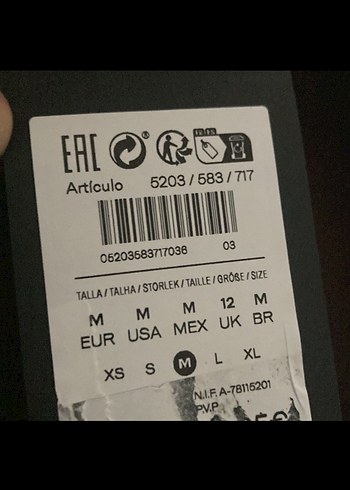 EAC
Artículo 5203 / 583 / 717
05203583717036 03
TALLA / TALHA / STORLEK / TAILLE / GRÖßE / SIZE
M M M 12 M
EUR USA MEX UK BR
XS S M L XL
N.I.F. A-78115201
P.V.P